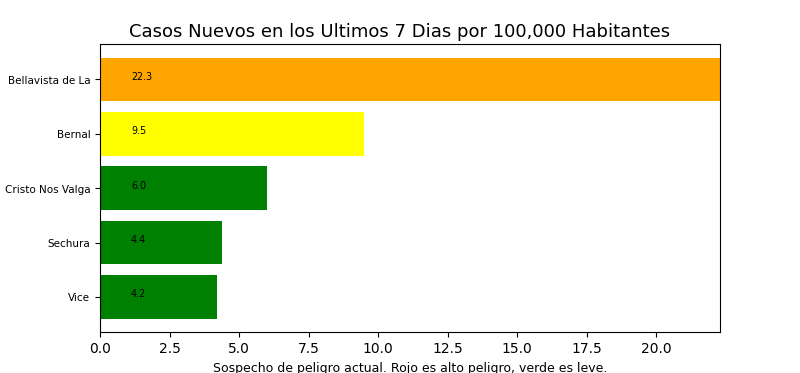 Casos Nuevos en los Ultimos 7 Dias por 100,000 Habitantes
Bellavista de La
22.3
Bernal
9.5
Cristo Nos Valga
6.0
Sechura
4.4
Vice
4.2
0.0 2.5 5.0 7.5 10.0 12.5 15.0 17.5 20.0
Sospecho de peligro actual. Rojo es alto peligro, verde es leve.